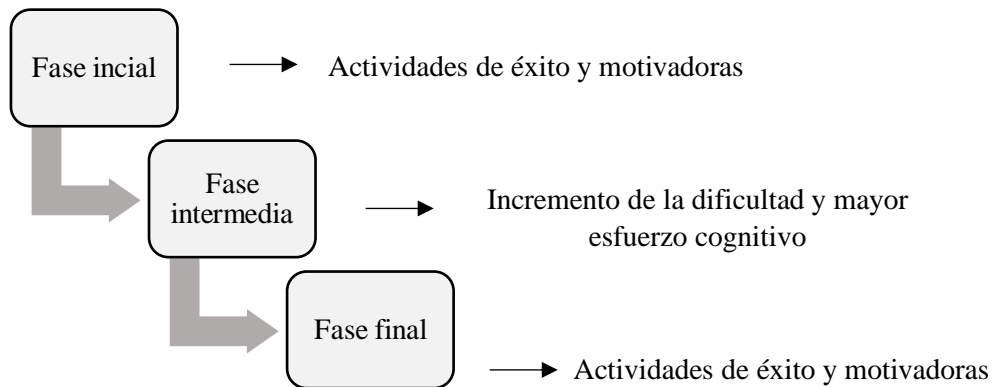 Fase incial
Actividades de éxito y motivadoras
Fase
intermedia
Incremento de la dificultad y mayor
esfuerzo cognitivo
Fase final
Actividades de éxito y motivadoras